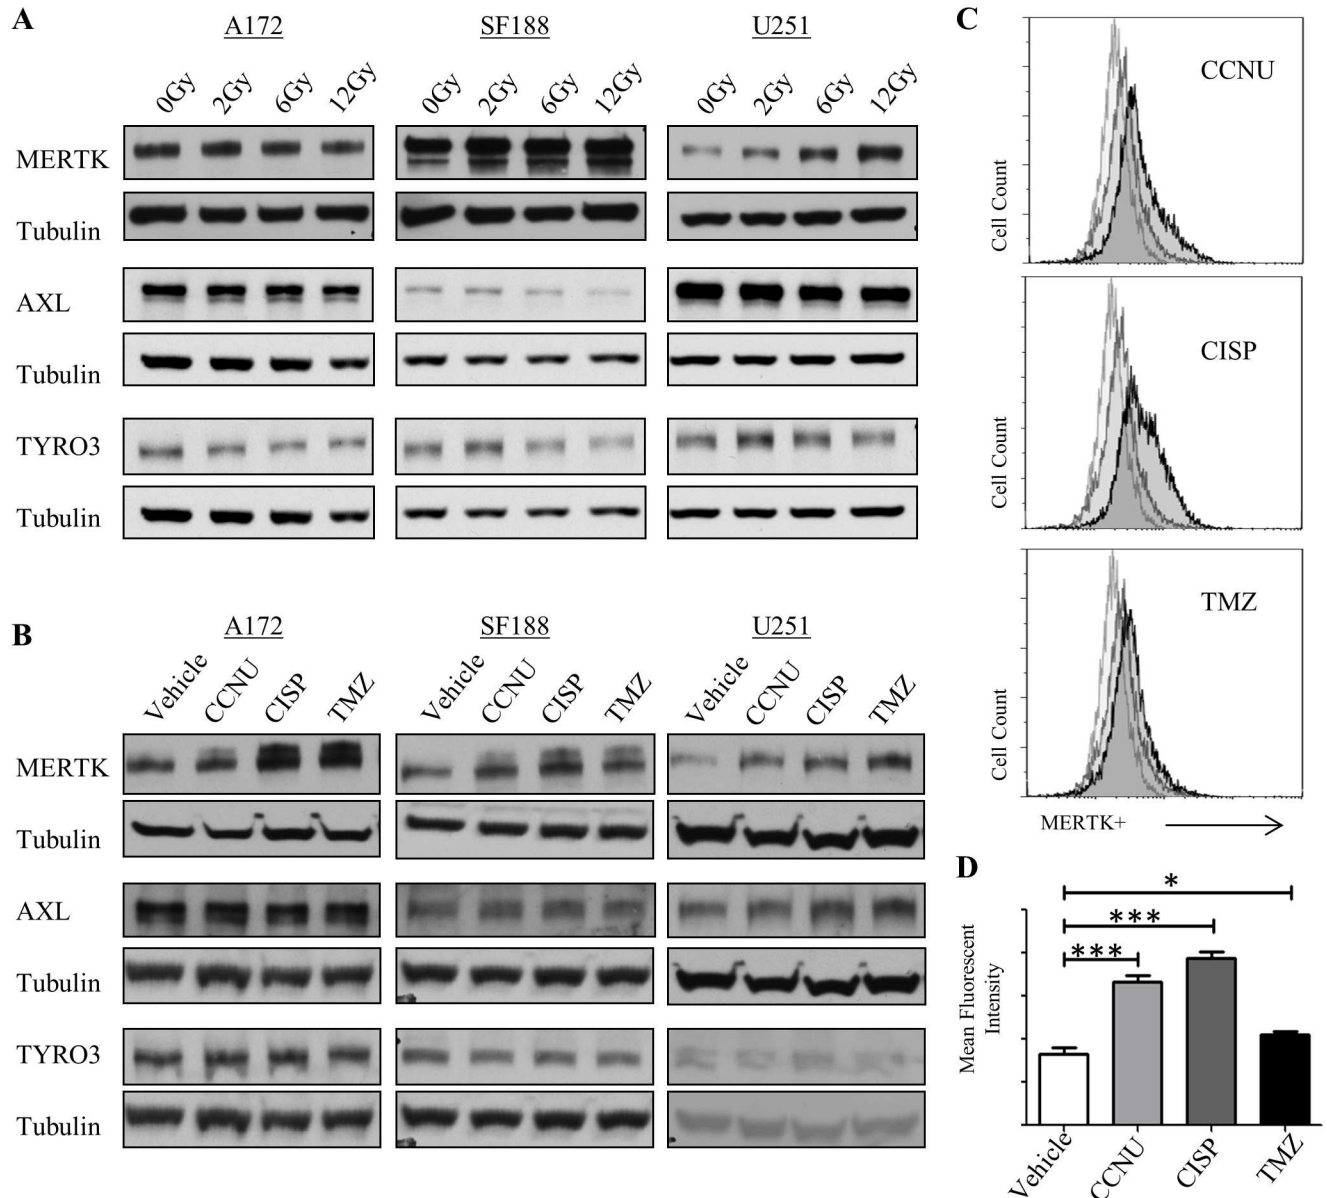 A
A172 SF188 U251
0Gy 2Gy 6Gy 12Gy 0Gy 2Gy 6Gy 12Gy 0Gy 2Gy 6Gy 12Gy
MERTK
Tubulin
AXL
Tubulin
TYRO3
Tubulin
B
A172 SF188 U251
Vehicle CCNU CISP TMZ Vehicle CCNU CISP TMZ Vehicle CCNU CISP TMZ
MERTK
Tubulin
AXL
Tubulin
TYRO3
Tubulin
C
CCNU
Cell Count
CISP
Cell Count
TMZ
Cell Count
MERTK+
D
*
***
***
Mean Fluorescent
Intensity
Vehicle CCNU CISP TMZ